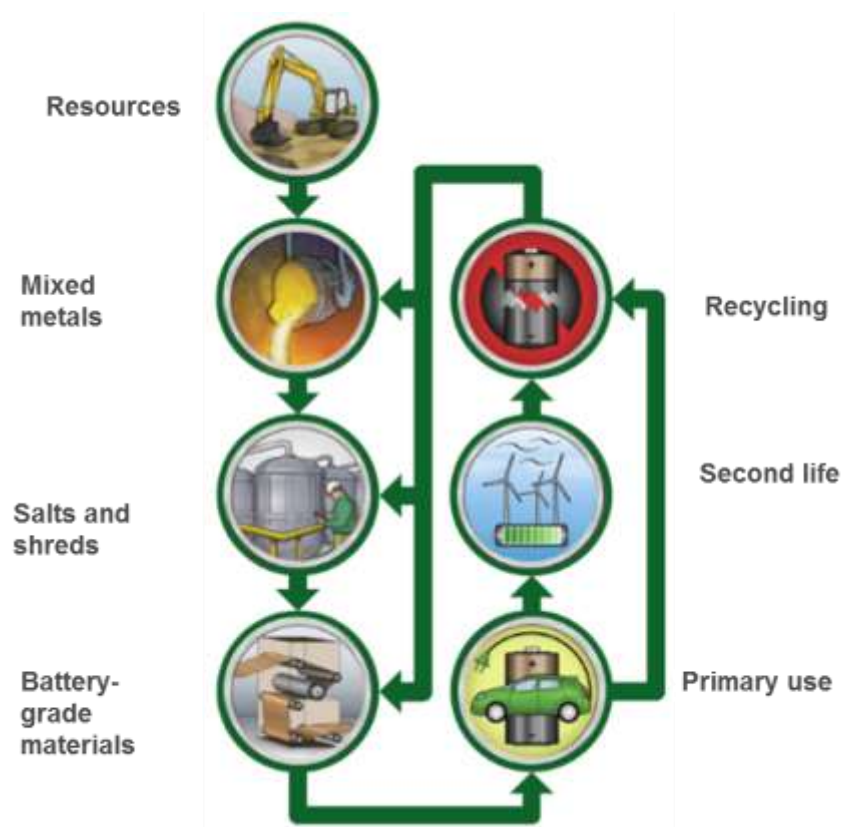 Resources
Mixed
metals
Recycling
Second life
Salts and
shreds
Battery-
grade
materials
Primary use